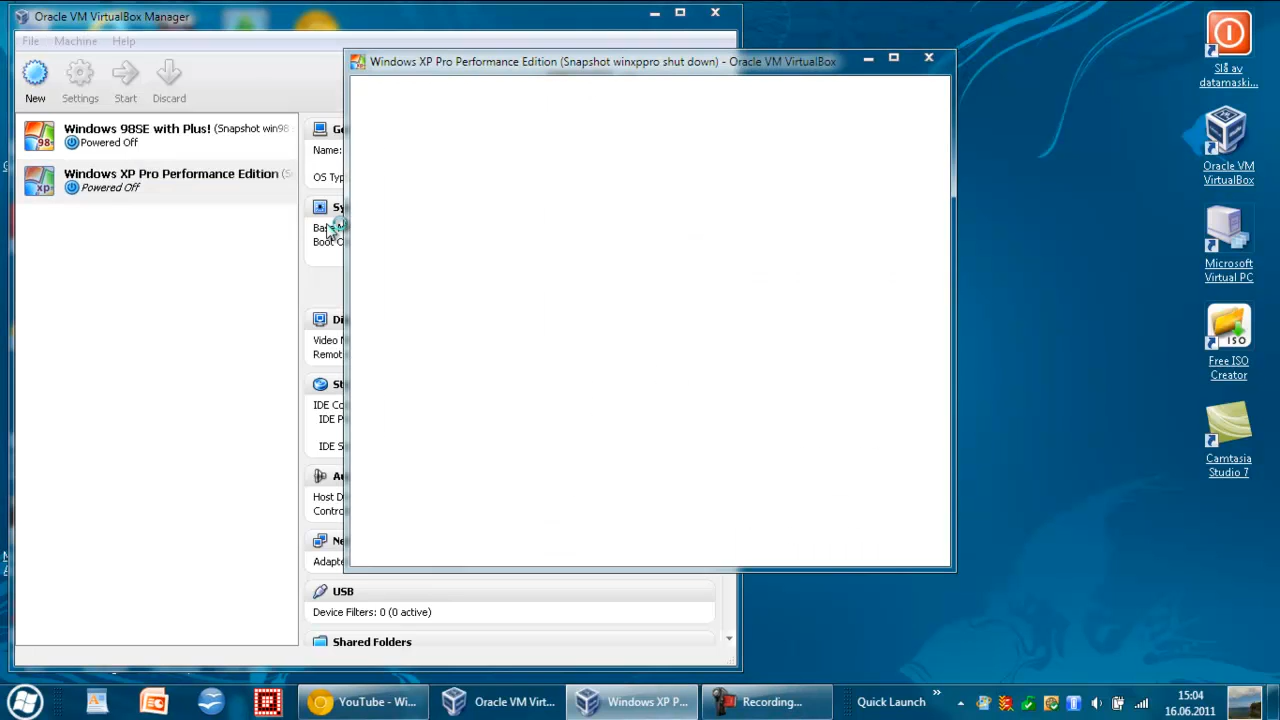 Oracle VM VirtualBox Manager
File Machine Help
New Settings Start Discard
Windows 98SE with Plus! (Snapshot win98
Powered Off
Windows XP Pro Performance Edition (S
Powered Off
Name:
OS Typ
Sy
Boot O
Di
Video M
Remot
St
IDE Co
IDE P
IDE S
Au
Host D
Contro
Ne
Adapte
USB
Device Filters: 0 (0 active)
Shared Folders
Windows XP Pro Performance Edition (Snapshot winxppro shut down) - Oracle VM VirtualBox
98
xp
Slå av
datamaski...
Oracle VM
VirtualBox
Microsoft
Virtual PC
ISO
Free ISO
Creator
Camtasia
Studio 7
YouTube - Wi...
Oracle VM Virt...
Windows XP P...
Recording...
Quick Launch
15:04
16.06.2011